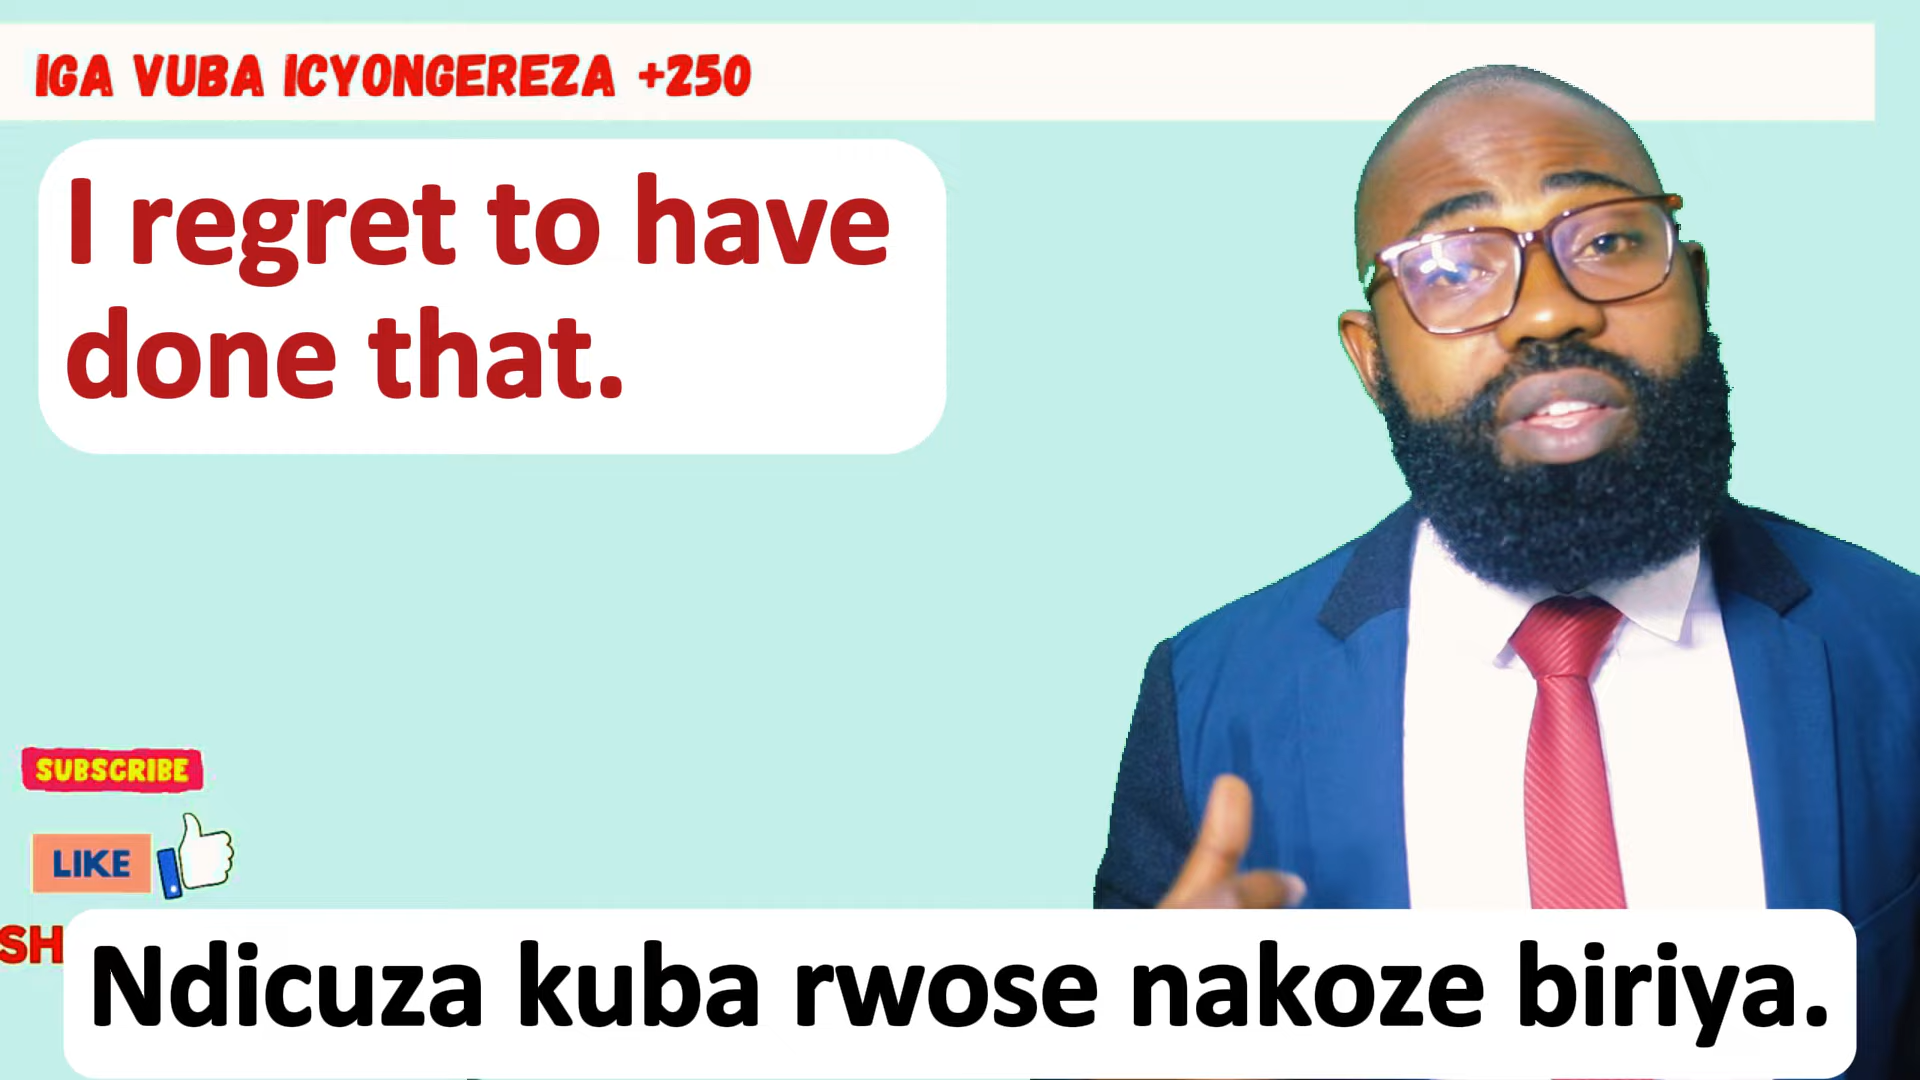 IGA VUBA ICYONGEREZA +250
I regret to have
done that.
SUBSCRIBE
LIKE
SH
Ndicuza kuba rwose nakoze biriya.